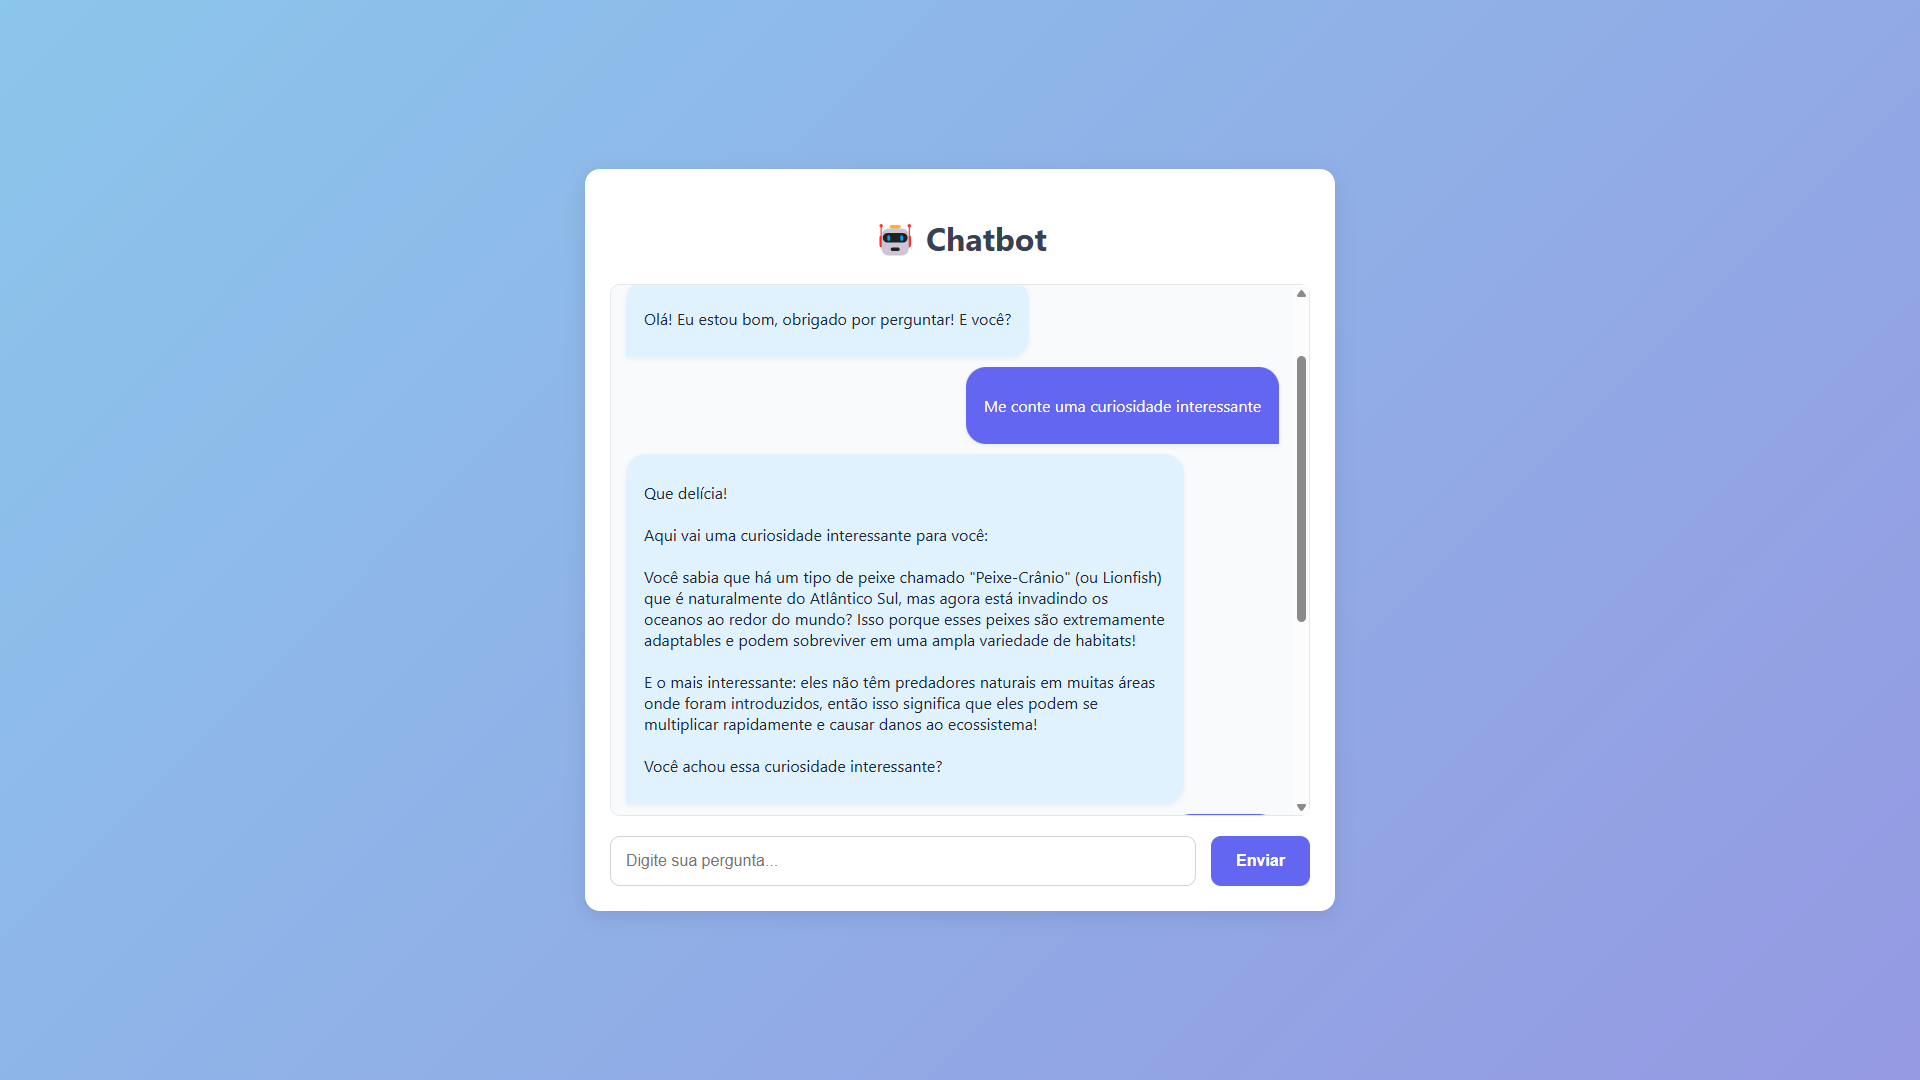 Chatbot
Olá! Eu estou bom, obrigado por perguntar! E você?
Me conte uma curiosidade interessante
Que delícia!
Aqui vai uma curiosidade interessante para você:
Você sabia que há um tipo de peixe chamado "Peixe-Crânio" (ou Lionfish)
que é naturalmente do Atlântico Sul, mas agora está invadindo os
oceanos ao redor do mundo? Isso porque esses peixes são extremamente
adaptables e podem sobreviver em uma ampla variedade de habitats!
E o mais interessante: eles não têm predadores naturais em muitas áreas
onde foram introduzidos, então isso significa que eles podem se
multiplicar rapidamente e causar danos ao ecossistema!
Você achou essa curiosidade interessante?
Digite sua pergunta...
Enviar